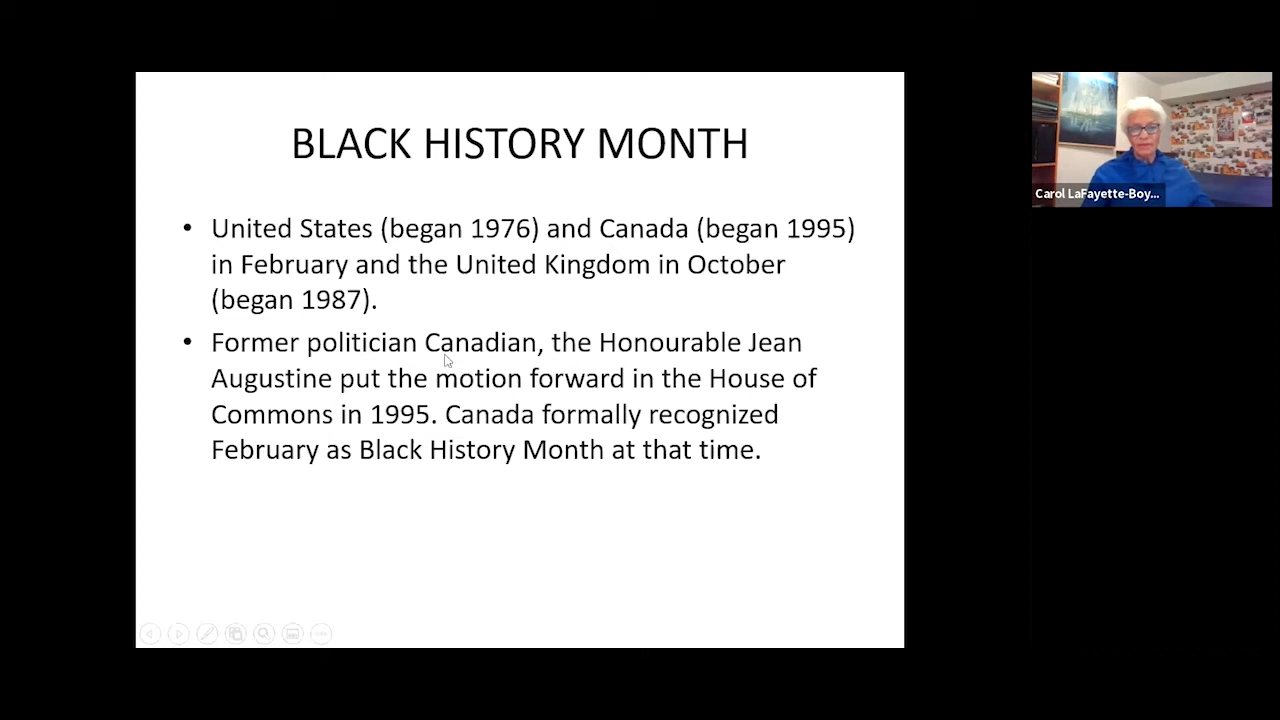 BLACK HISTORY MONTH
• United States (began 1976) and Canada (began 1995)
in February and the United Kingdom in October
(began 1987).
• Former politician Canadian, the Honourable Jean
Augustine put the motion forward in the House of
Commons in 1995. Canada formally recognized
February as Black History Month at that time.
Carol LaFayette-Boy...